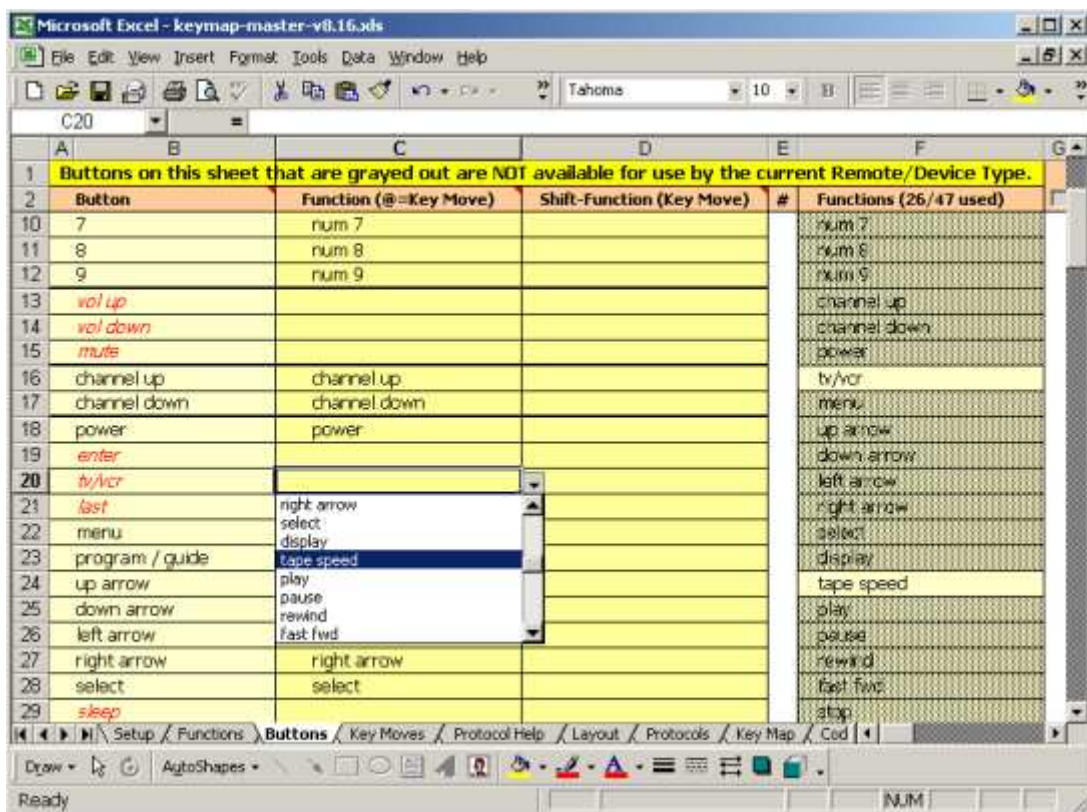 Microsoft Excel - keymap-master-v8.16.xls
File Edit View Insert Format Tools Data Window Help
Tahoma 10 B
C20 =
A B C D E F G
1 Buttons on this sheet that are grayed out are NOT available for use by the current Remote/Device Type.
2 Button Function (@=Key Move) Shift-Function (Key Move) # Functions (26/47 used)
10 7 num 7 num 7
11 8 num 8 num 8
12 9 num 9 num 9
13 vol up channel up
14 vol down channel down
15 mute power
16 channel up channel up tv/vcr
17 channel down channel down menu
18 power power up arrow
19 enter down arrow
20 tv/vcr left arrow
21 last right arrow right arrow
22 menu select select
display
23 program / guide tape speed display
24 up arrow play tape speed
25 down arrow pause play
rewind
26 left arrow fast fwd pause
27 right arrow right arrow rewind
28 select select fast fwd
29 sleep stop
Setup Functions Buttons Key Moves Protocol Help Layout Protocols Key Map Cod
Draw AutoShapes A
Ready NUM